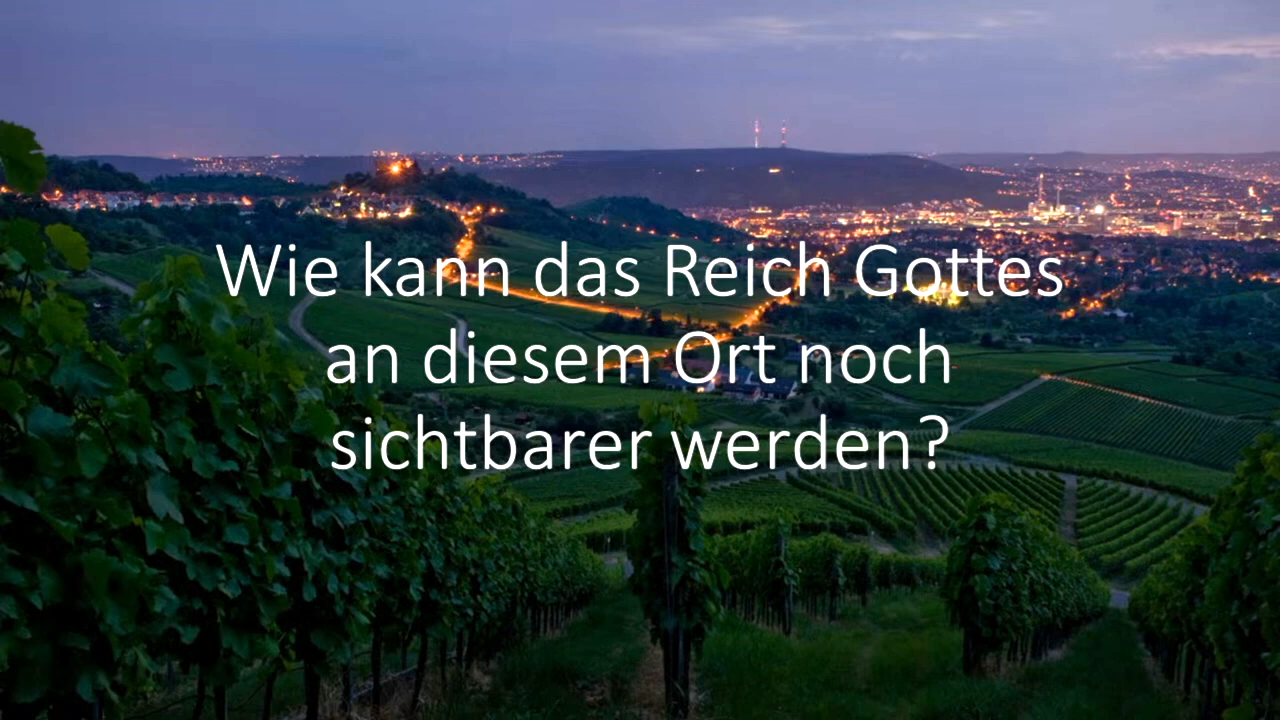 Wie kann das Reich Gottes
an diesem Ort noch
sichtbarer werden?